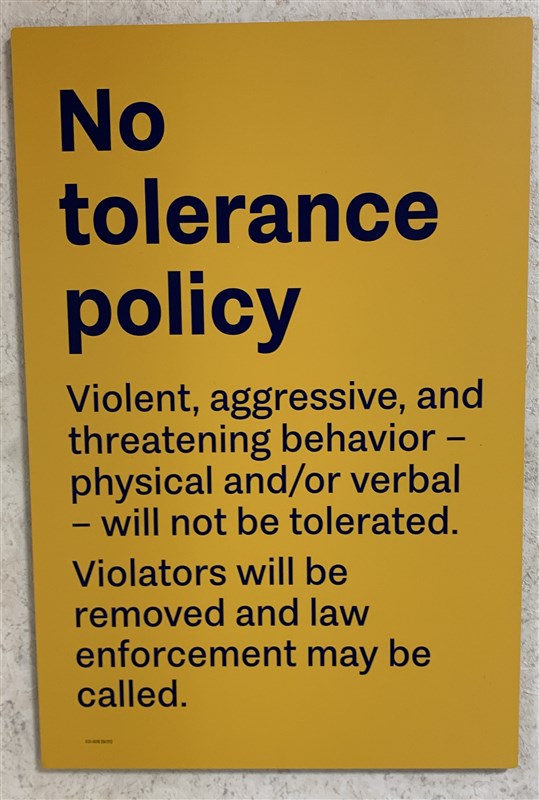 No
tolerance
policy
Violent, aggressive, and
threatening behavior –
physical and/or verbal
– will not be tolerated.
Violators will be
removed and law
enforcement may be
called.